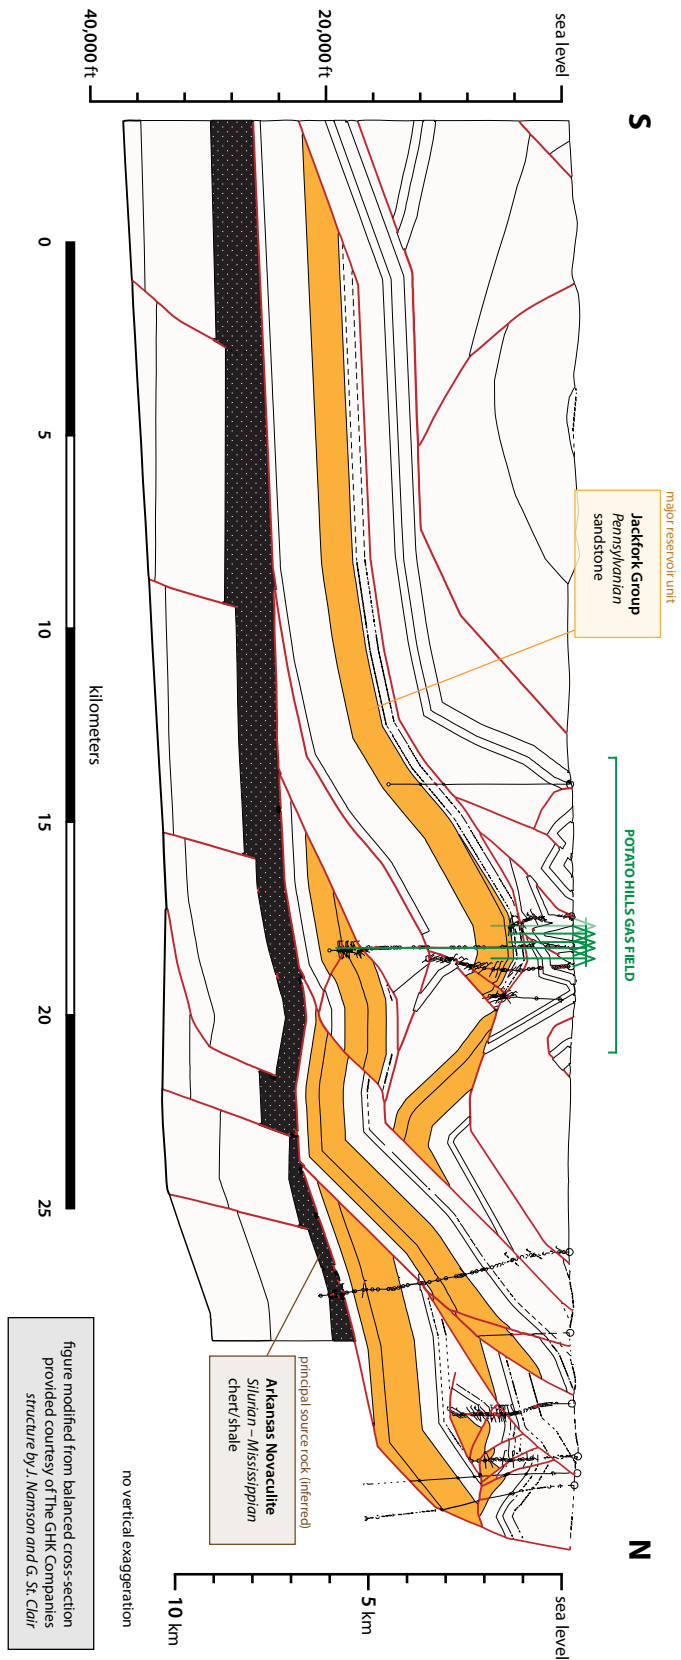 S
N
sea level
20,000 ft
40,000 ft
sea level
5 km
10 km
major reservoir unit
Jackfork Group
Pennsylvanian
sandstone
POTATO HILLS GAS FIELD
principal source rock (inferred)
Arkansas Novaculite
Silurian – Mississippian
chert/shale
0
5
10
15
20
25
kilometers
no vertical exaggeration
figure modified from balanced cross-section
provided courtesy of The GHK Companies
structure by J. Namson and G. St. Clair